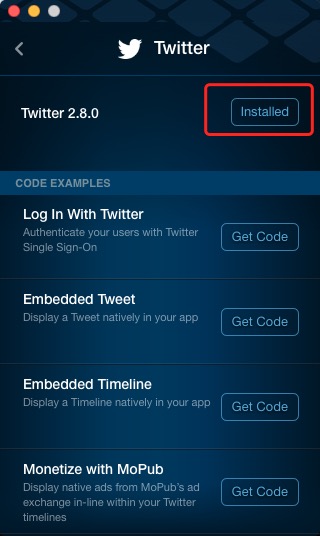 Twitter
Twitter 2.8.0
Installed
CODE EXAMPLES
Log In With Twitter
Authenticate your users with Twitter
Single Sign-On
Get Code
Embedded Tweet
Display a Tweet natively in your app
Get Code
Embedded Timeline
Display a Timeline natively in your app
Get Code
Monetize with MoPub
Display native ads from MoPub's ad
exchange in-line within your Twitter
timelines
Get Code